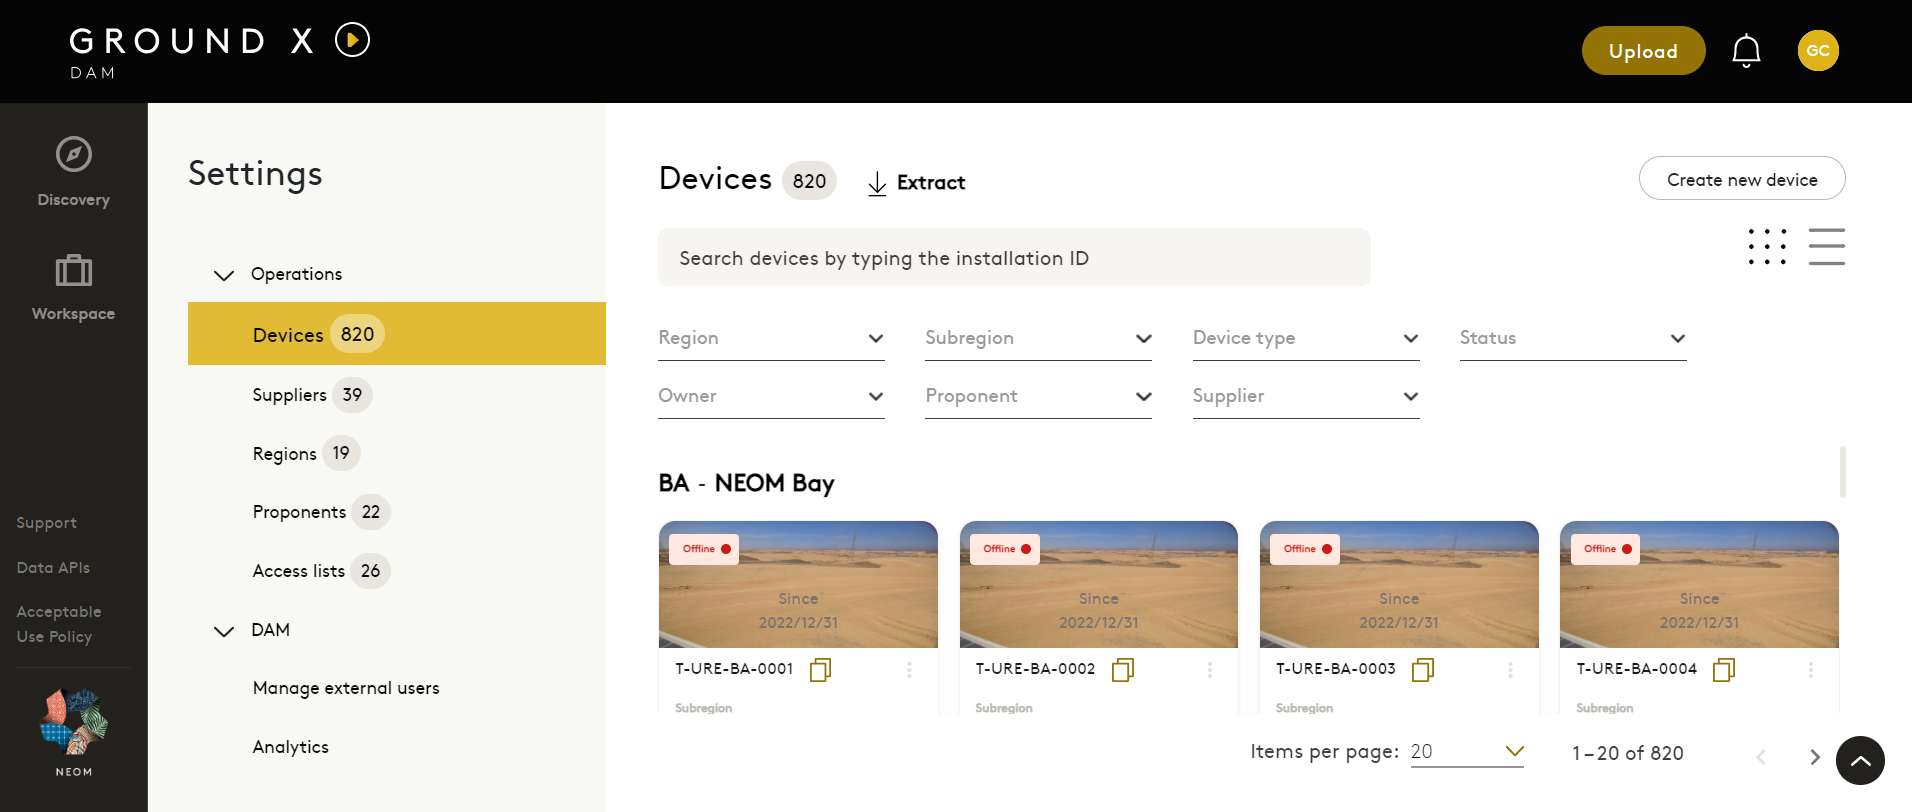 GROUND X
DAM
Upload
GC
Discovery
Workspace
Support
Data APIs
Acceptable
Use Policy
NEOM
Settings
Operations
Devices 820
Suppliers 39
Regions 19
Proponents 22
Access lists 26
DAM
Manage external users
Analytics
Devices 820 Extract
Create new device
Search devices by typing the installation ID
Region Subregion Device type Status
Owner Proponent Supplier
BA - NEOM Bay
Offline Offline Offline Offline
Since Since Since Since
2022/12/31 2022/12/31 2022/12/31 2022/12/31
T-URE-BA-0001 T-URE-BA-0002 T-URE-BA-0003 T-URE-BA-0004
Subregion Subregion Subregion Subregion
Items per page: 20 1 – 20 of 820